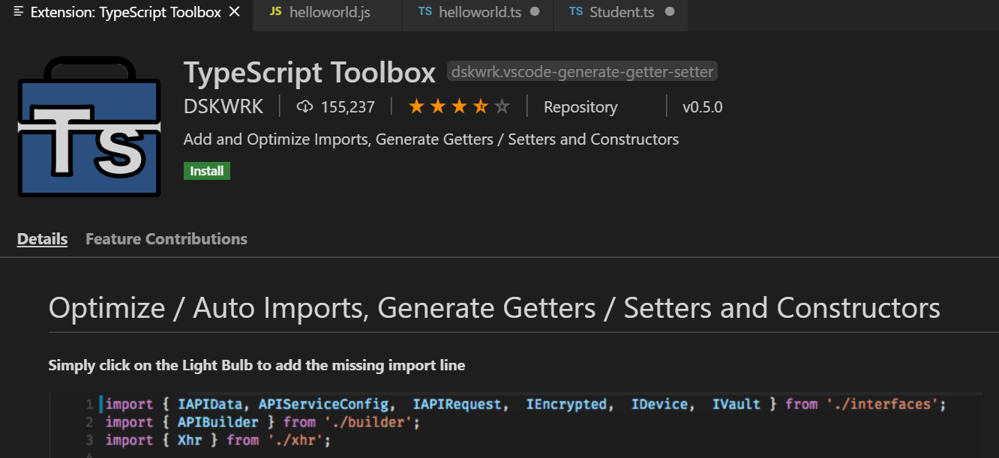 Extension: TypeScript Toolbox
JS helloworld.js
TS helloworld.ts
TS Student.ts
Ts
TypeScript Toolbox dskwrk.vscode-generate-getter-setter
DSKWRK 155,237 Repository v0.5.0
Add and Optimize Imports, Generate Getters / Setters and Constructors
Install
Details Feature Contributions
Optimize / Auto Imports, Generate Getters / Setters and Constructors
Simply click on the Light Bulb to add the missing import line
1 import { IAPIData, APIServiceConfig, IAPIRequest, IEncrypted, IDevice, IVault } from './interfaces';
2 import { APIBuilder } from './builder';
3 import { Xhr } from './xhr';